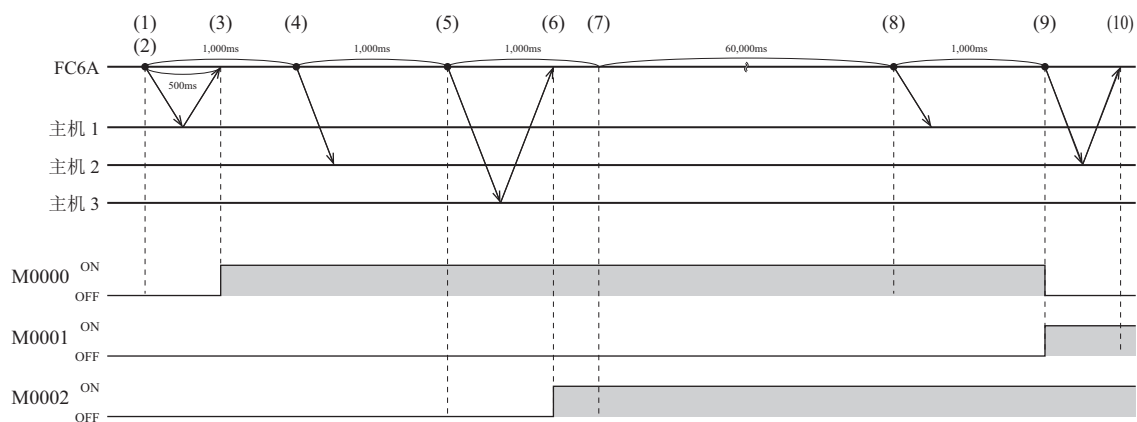 (1) (3) (4) (5) (6) (7) (8) (9) (10)
(2) 1,000ms 1,000ms 1,000ms 60,000ms 1,000ms
FC6A
500ms
主机 1
主机 2
主机 3
M0000 ON
OFF
M0001 ON
OFF
M0002 ON
OFF